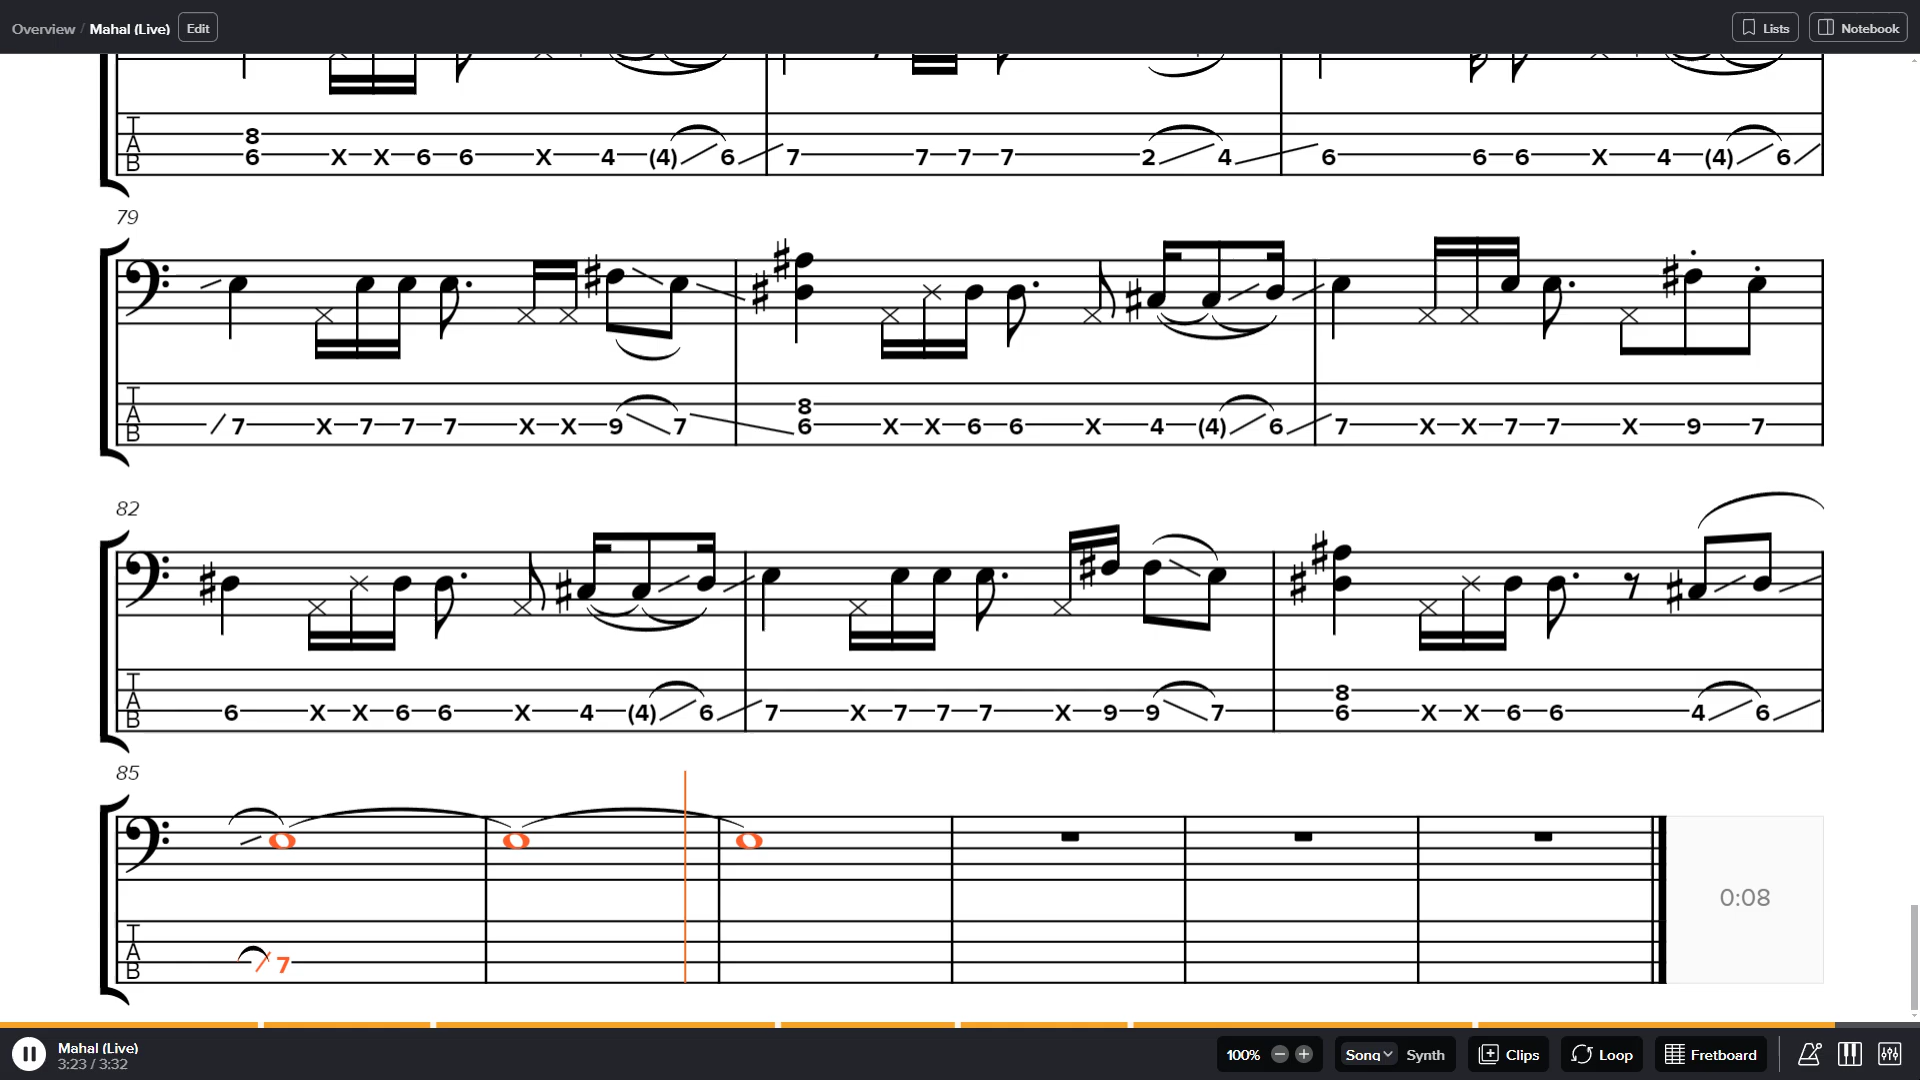 Overview / Mahal (Live) Edit Lists Notebook
8
T A B 6 X X 6 6 X 4 (4) 6 7 7 7 7 2 4 6 6 6 X 4 (4) 6
79
8
T A B 7 X 7 7 7 X X 9 7 6 X X 6 6 X 4 (4) 6 7 X X 7 7 X 9 7
82
8
T A B 6 X X 6 6 X 4 (4) 6 7 X 7 7 7 X 9 9 7 6 X X 6 6 4 6
85
0:08
T A B 7
Mahal (Live)
3:23 / 3:32
100% Song Synth Clips Loop Fretboard